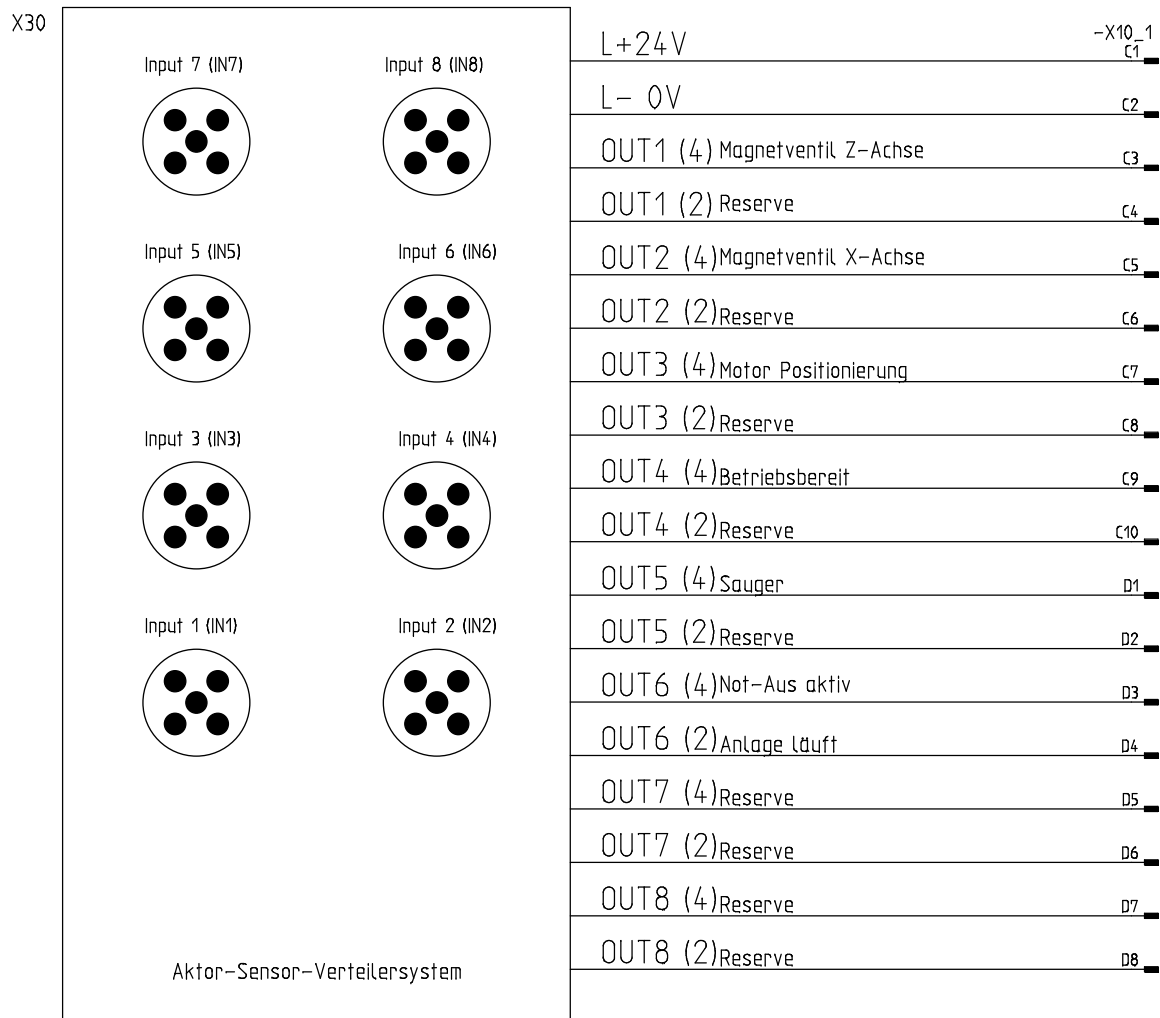 X30
Input 7 (IN7) Input 8 (IN8)
Input 5 (IN5) Input 6 (IN6)
Input 3 (IN3) Input 4 (IN4)
Input 1 (IN1) Input 2 (IN2)
Aktor-Sensor-Verteilersystem
-X10_1
L+24V C1
L- 0V C2
OUT1 (4) Magnetventil Z-Achse C3
OUT1 (2) Reserve C4
OUT2 (4) Magnetventil X-Achse C5
OUT2 (2) Reserve C6
OUT3 (4) Motor Positionierung C7
OUT3 (2) Reserve C8
OUT4 (4) Betriebsbereit C9
OUT4 (2) Reserve C10
OUT5 (4) Sauger D1
OUT5 (2) Reserve D2
OUT6 (4) Not-Aus aktiv D3
OUT6 (2) Anlage läuft D4
OUT7 (4) Reserve D5
OUT7 (2) Reserve D6
OUT8 (4) Reserve D7
OUT8 (2) Reserve D8